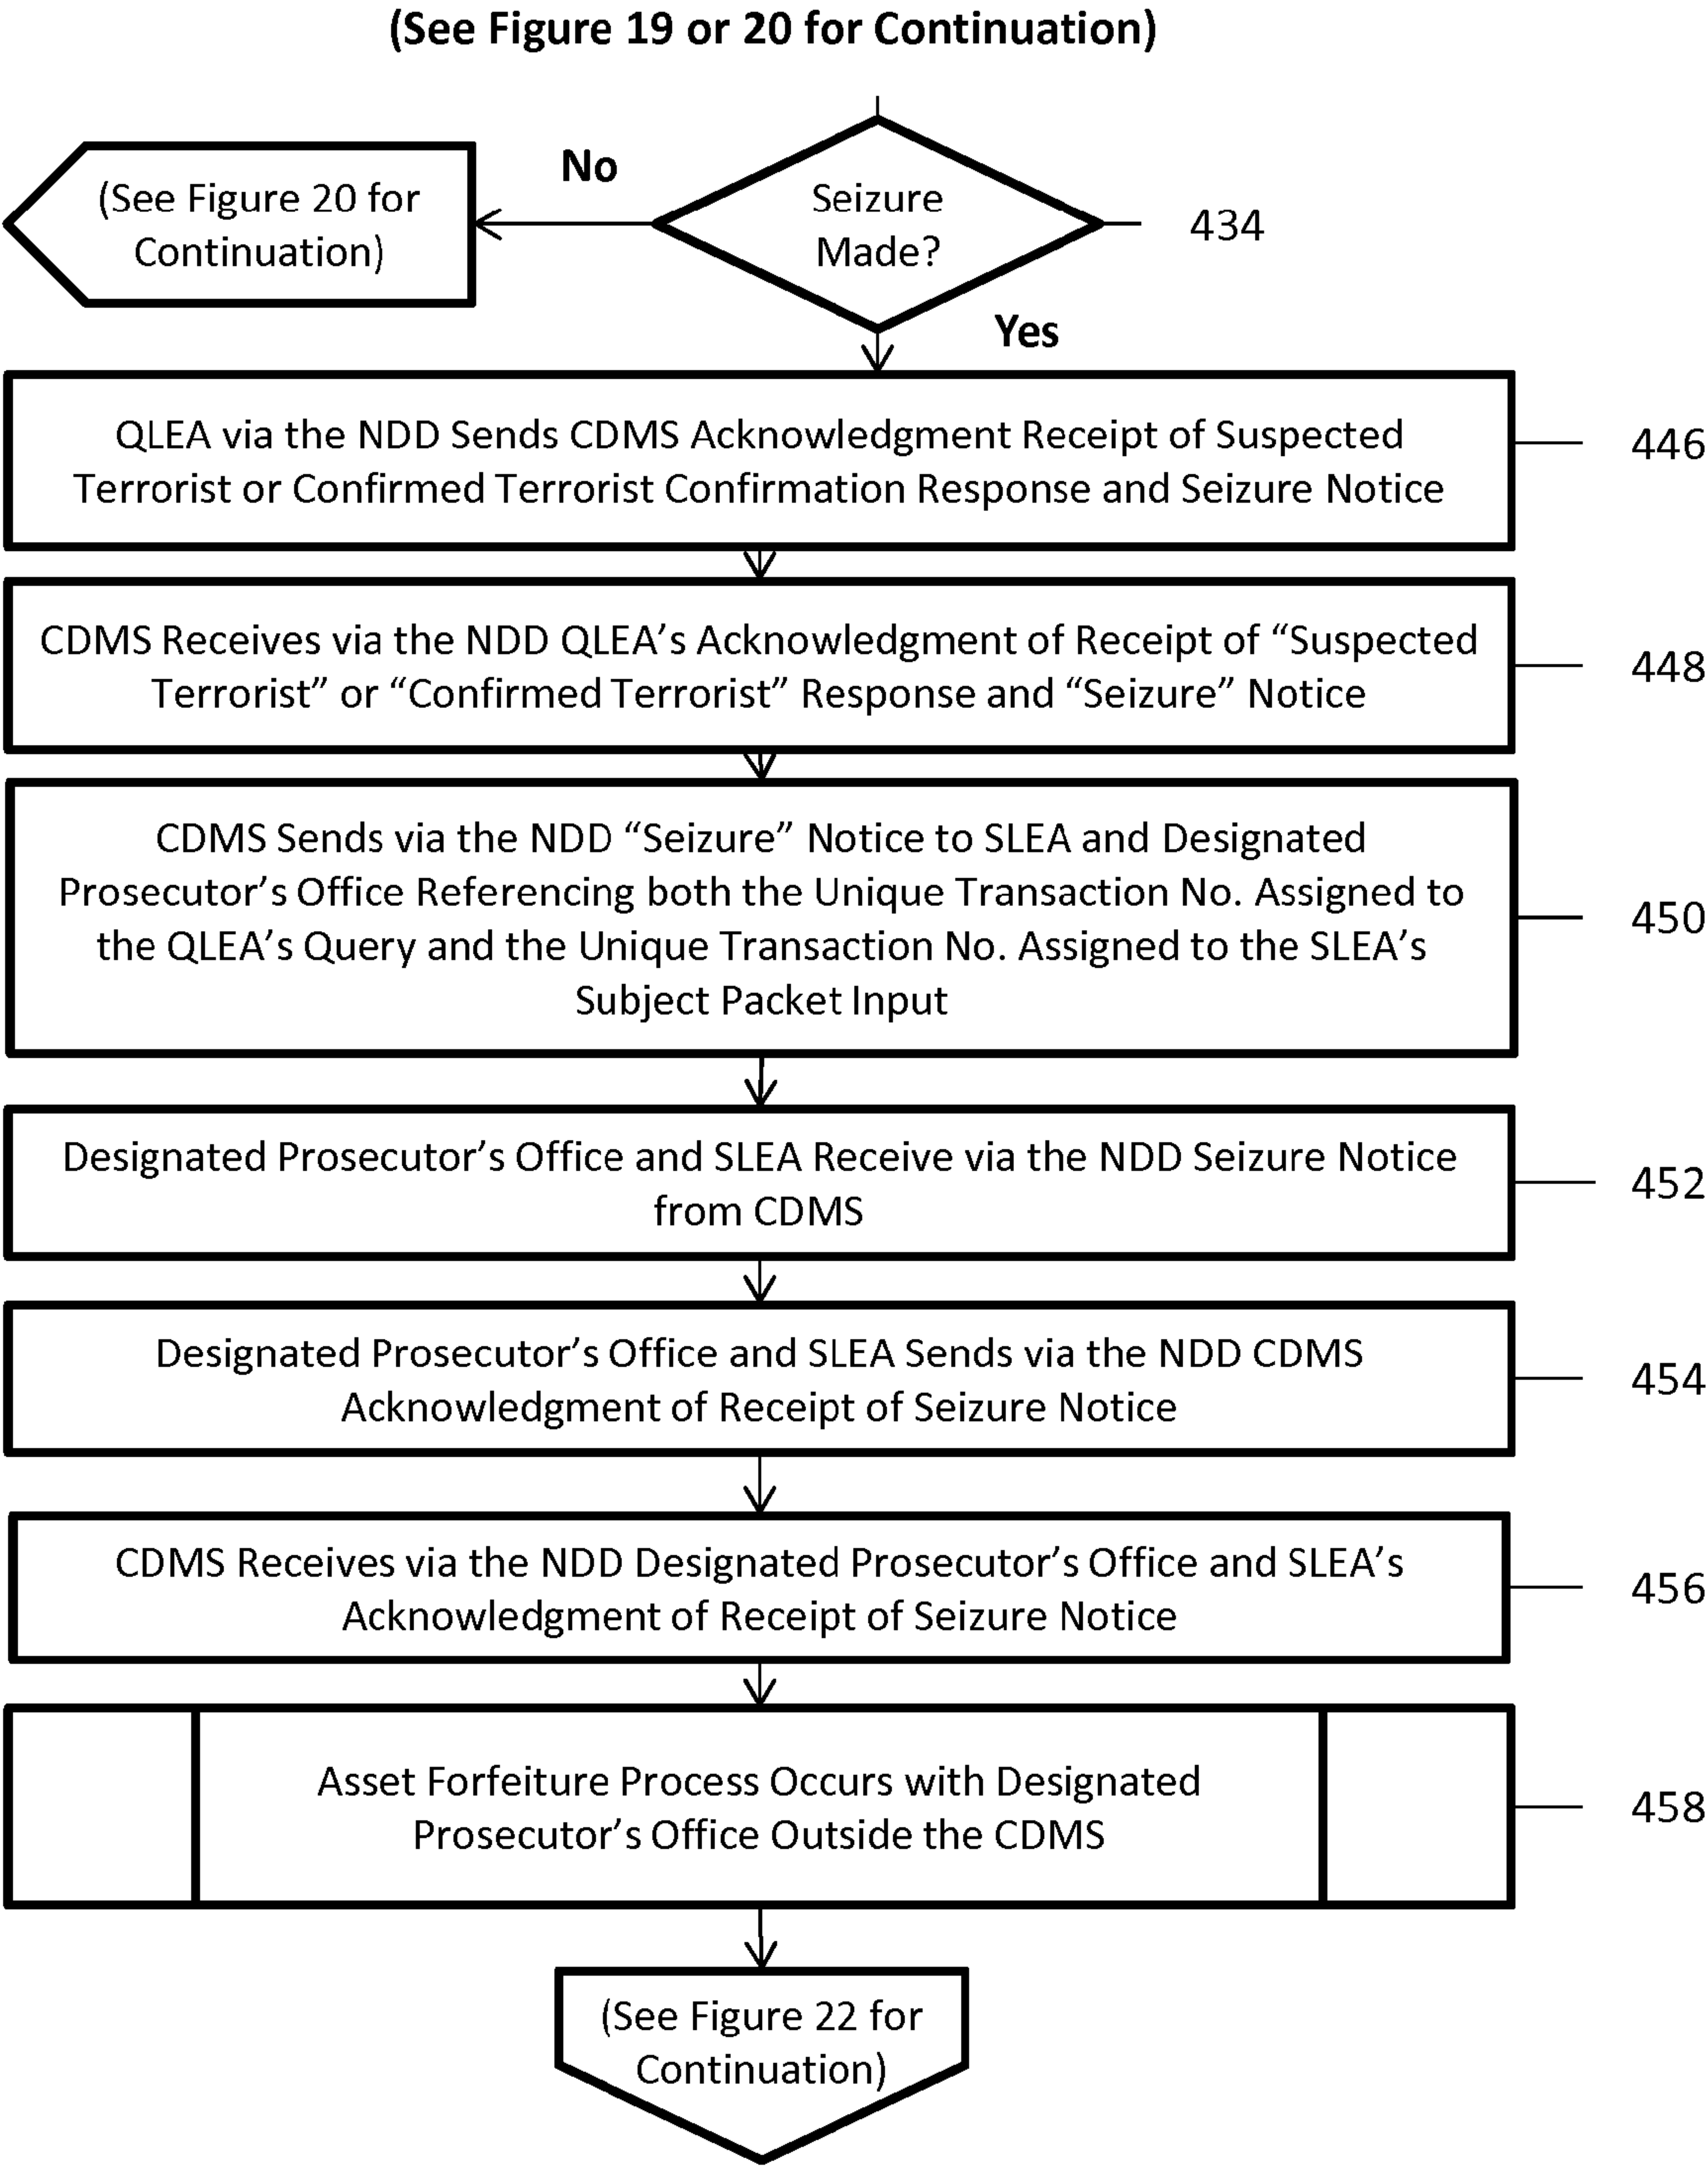 (See Figure 19 or 20 for Continuation)
No
(See Figure 20 for
Continuation)
Seizure
Made?
434
Yes
QLEA via the NDD Sends CDMS Acknowledgment Receipt of Suspected
Terrorist or Confirmed Terrorist Confirmation Response and Seizure Notice
446
CDMS Receives via the NDD QLEA’s Acknowledgment of Receipt of “Suspected
Terrorist” or “Confirmed Terrorist” Response and “Seizure” Notice
448
CDMS Sends via the NDD “Seizure” Notice to SLEA and Designated
Prosecutor’s Office Referencing both the Unique Transaction No. Assigned to
the QLEA’s Query and the Unique Transaction No. Assigned to the SLEA’s
Subject Packet Input
450
Designated Prosecutor’s Office and SLEA Receive via the NDD Seizure Notice
from CDMS
452
Designated Prosecutor’s Office and SLEA Sends via the NDD CDMS
Acknowledgment of Receipt of Seizure Notice
454
CDMS Receives via the NDD Designated Prosecutor’s Office and SLEA’s
Acknowledgment of Receipt of Seizure Notice
456
Asset Forfeiture Process Occurs with Designated
Prosecutor’s Office Outside the CDMS
458
(See Figure 22 for
Continuation)